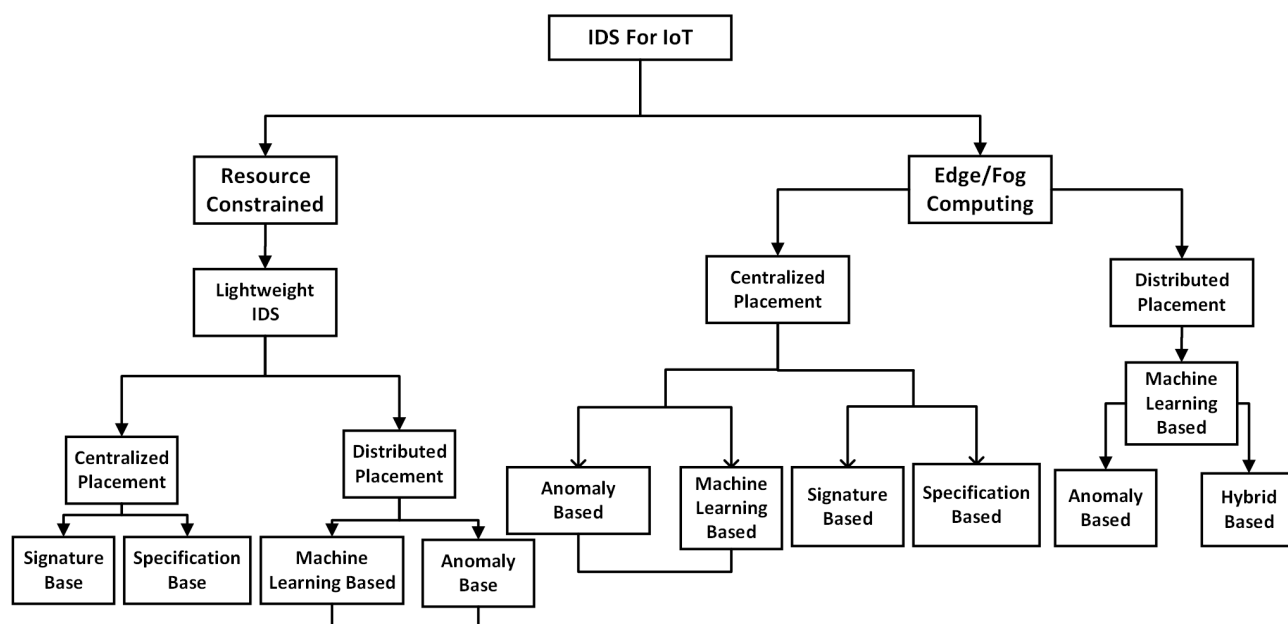 IDS For IoT
Resource
Constrained
Edge/Fog
Computing
Lightweight
IDS
Centralized
Placement
Distributed
Placement
Centralized
Placement
Distributed
Placement
Machine
Learning
Based
Signature
Base
Specification
Base
Machine
Learning Based
Anomaly
Base
Anomaly
Based
Machine
Learning
Based
Signature
Based
Specification
Based
Anomaly
Based
Hybrid
Based